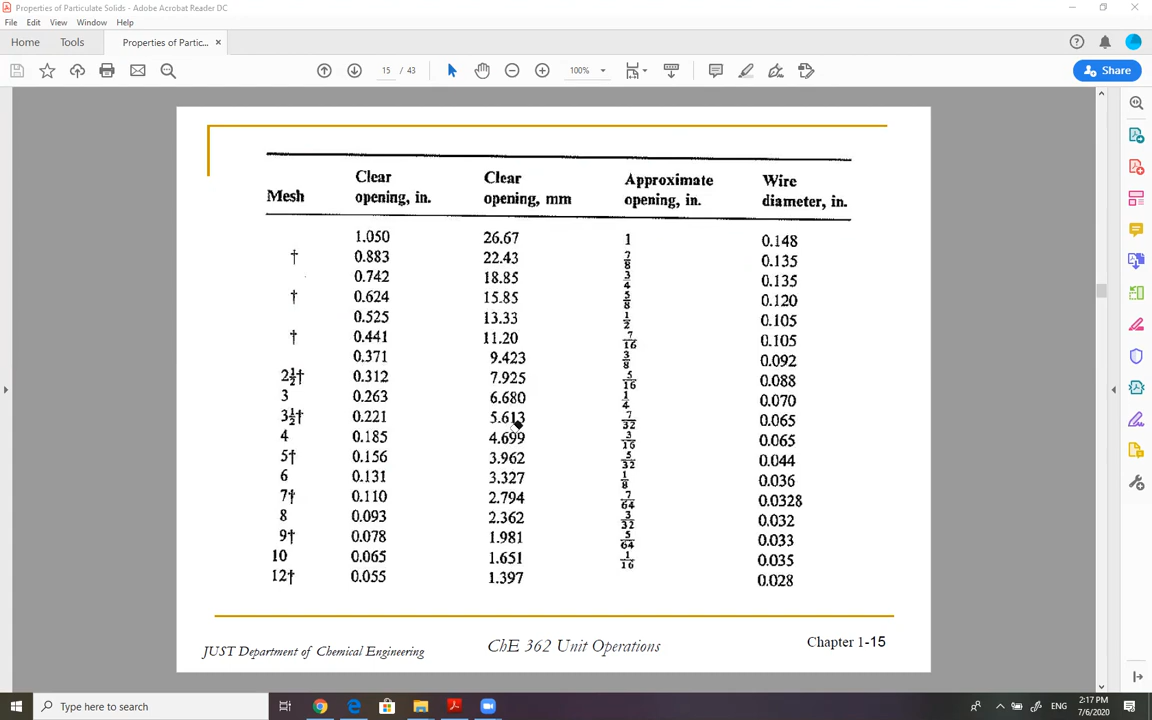 Properties of Particulate Solids - Adobe Acrobat Reader DC
File Edit View Window Help
Home Tools Properties of Partic... ×
15 / 43 100% Share
Mesh Clear opening, in. Clear opening, mm Approximate opening, in. Wire diameter, in.
1.050 26.67 1 0.148
† 0.883 22.43 7/8 0.135
0.742 18.85 3/4 0.135
† 0.624 15.85 5/8 0.120
0.525 13.33 1/2 0.105
† 0.441 11.20 7/16 0.105
0.371 9.423 3/8 0.092
2½† 0.312 7.925 5/16 0.088
3 0.263 6.680 1/4 0.070
3½† 0.221 5.613 7/32 0.065
4 0.185 4.699 3/16 0.065
5† 0.156 3.962 5/32 0.044
6 0.131 3.327 1/8 0.036
7† 0.110 2.794 7/64 0.0328
8 0.093 2.362 3/32 0.032
9† 0.078 1.981 5/64 0.033
10 0.065 1.651 1/16 0.035
12† 0.055 1.397 0.028
JUST Department of Chemical Engineering ChE 362 Unit Operations Chapter 1-15
Type here to search ENG 2:17 PM
7/6/2020